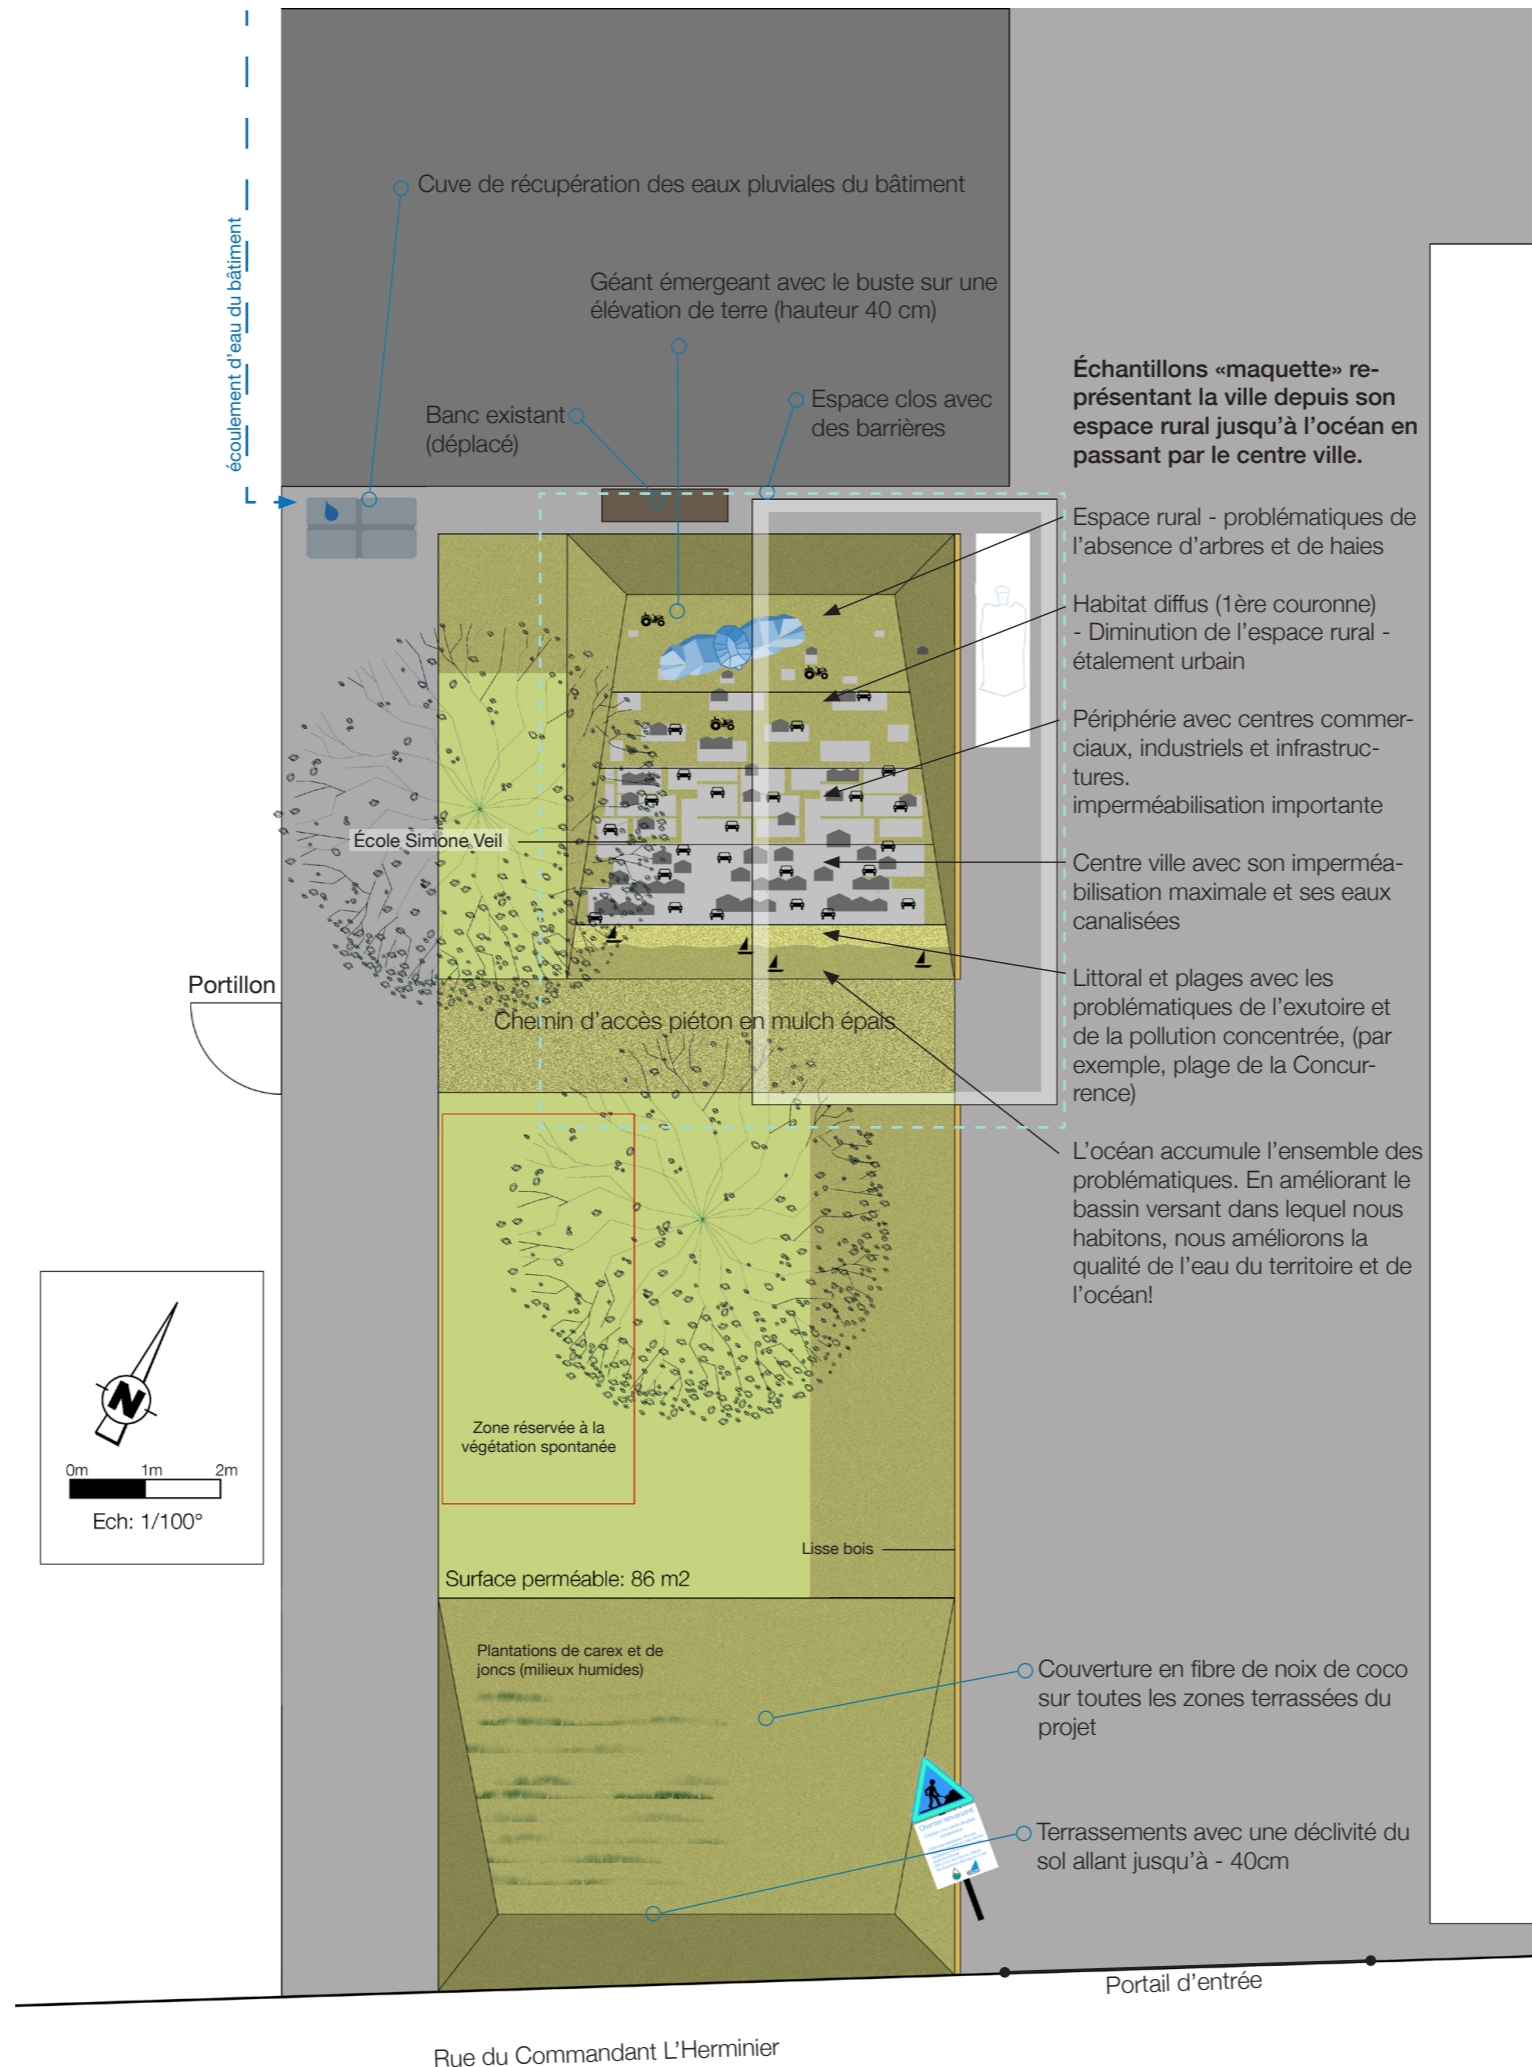 écoulement d'eau du bâtiment
Cuve de récupération des eaux pluviales du bâtiment
Géant émergeant avec le buste sur une
élévation de terre (hauteur 40 cm)
Banc existant
(déplacé)
Espace clos avec
des barrières
Échantillons «maquette» re-
présentant la ville depuis son
espace rural jusqu'à l'océan en
passant par le centre ville.
Espace rural - problématiques de
l'absence d'arbres et de haies
Habitat diffus (1ère couronne)
- Diminution de l'espace rural -
étalement urbain
Périphérie avec centres commer-
ciaux, industriels et infrastruc-
tures.
imperméabilisation importante
École Simone Veil
Centre ville avec son imperméa-
bilisation maximale et ses eaux
canalisées
Littoral et plages avec les
problématiques de l'exutoire et
de la pollution concentrée, (par
exemple, plage de la Concur-
rence)
Portillon
Chemin d'accès piéton en mulch épais
L'océan accumule l'ensemble des
problématiques. En améliorant le
bassin versant dans lequel nous
habitons, nous améliorons la
qualité de l'eau du territoire et de
l'océan!
N
0m 1m 2m
Ech: 1/100°
Zone réservée à la
végétation spontanée
Lisse bois
Surface perméable: 86 m2
Plantations de carex et de
joncs (milieux humides)
Couverture en fibre de noix de coco
sur toutes les zones terrassées du
projet
Terrassements avec une déclivité du
sol allant jusqu'à - 40cm
Portail d'entrée
Rue du Commandant L'Herminier